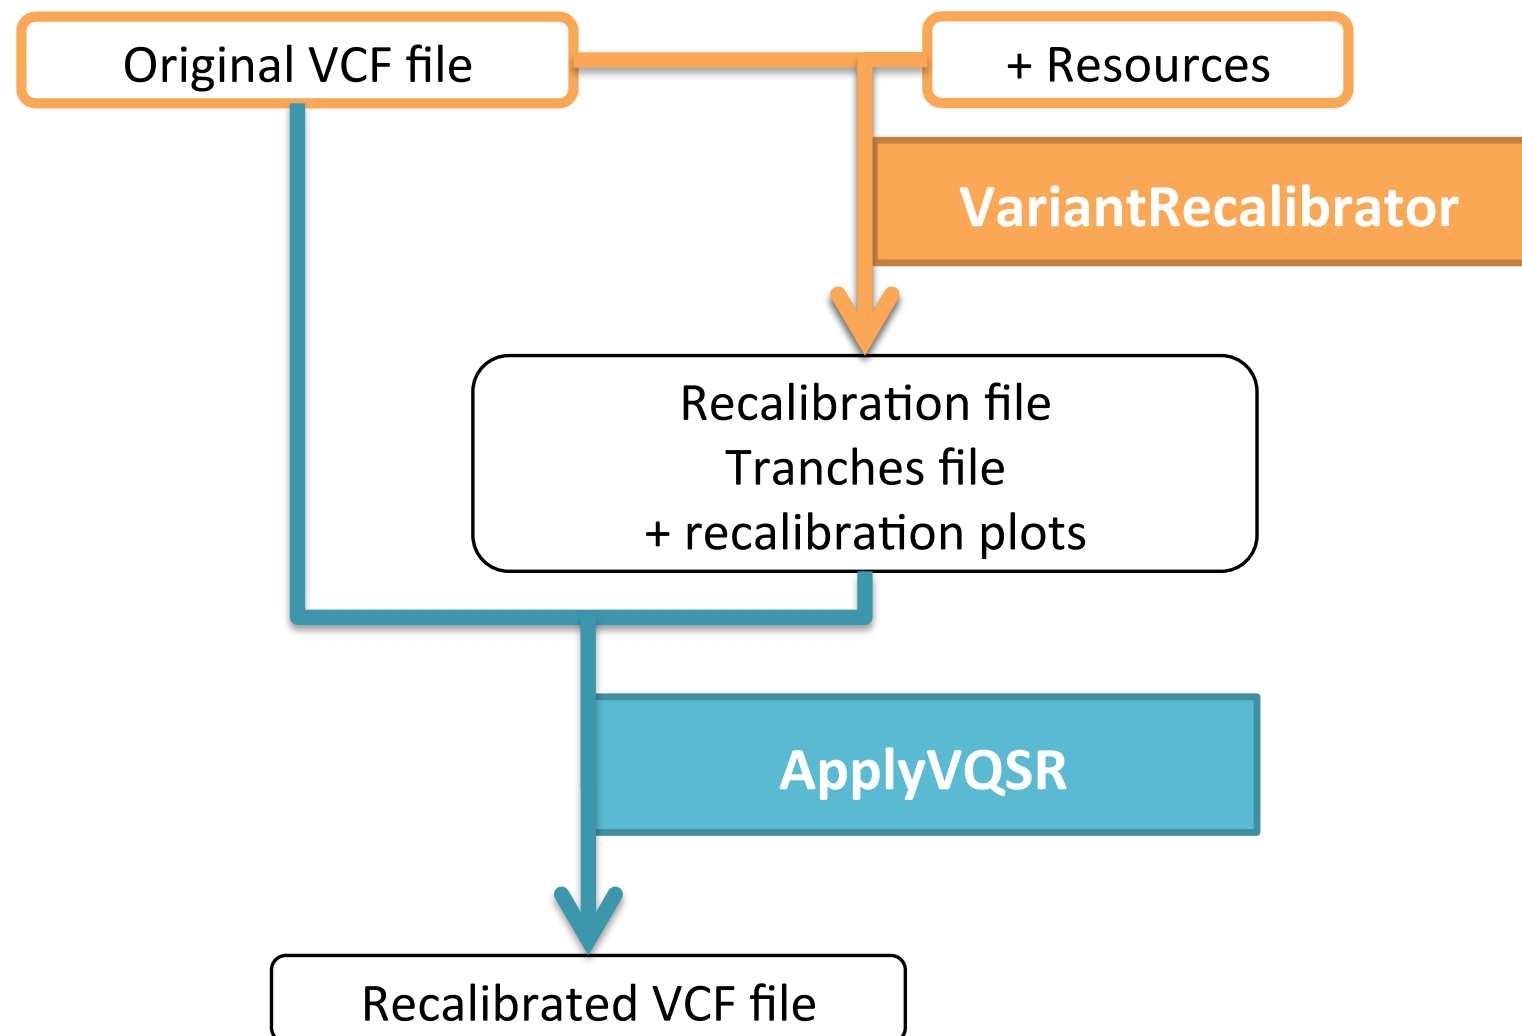 Original VCF file
+ Resources
VariantRecalibrator
Recalibration file
Tranches file
+ recalibration plots
ApplyVQSR
Recalibrated VCF file